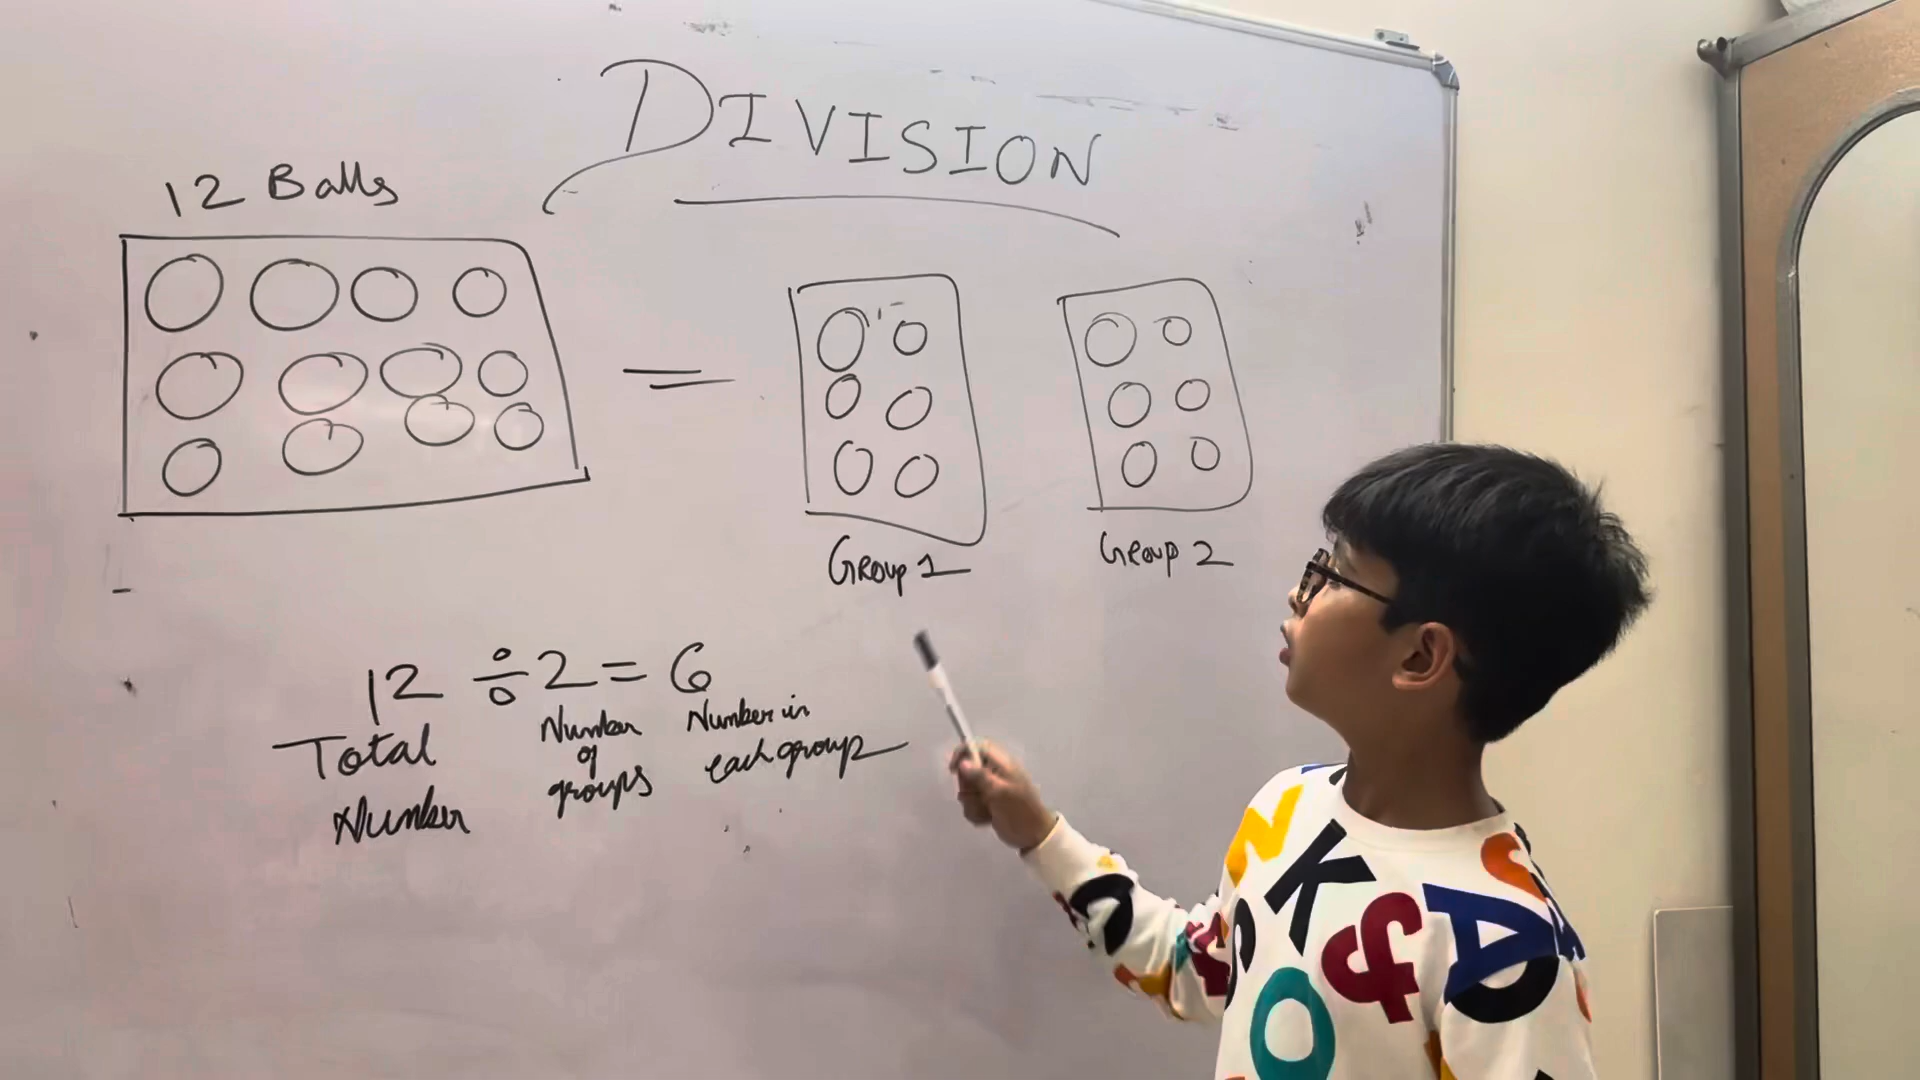 DIVISION
12 Balls
=
Group 1
Group 2
12 ÷ 2 = 6
Total
Number
Number
of
groups
Number in
each group